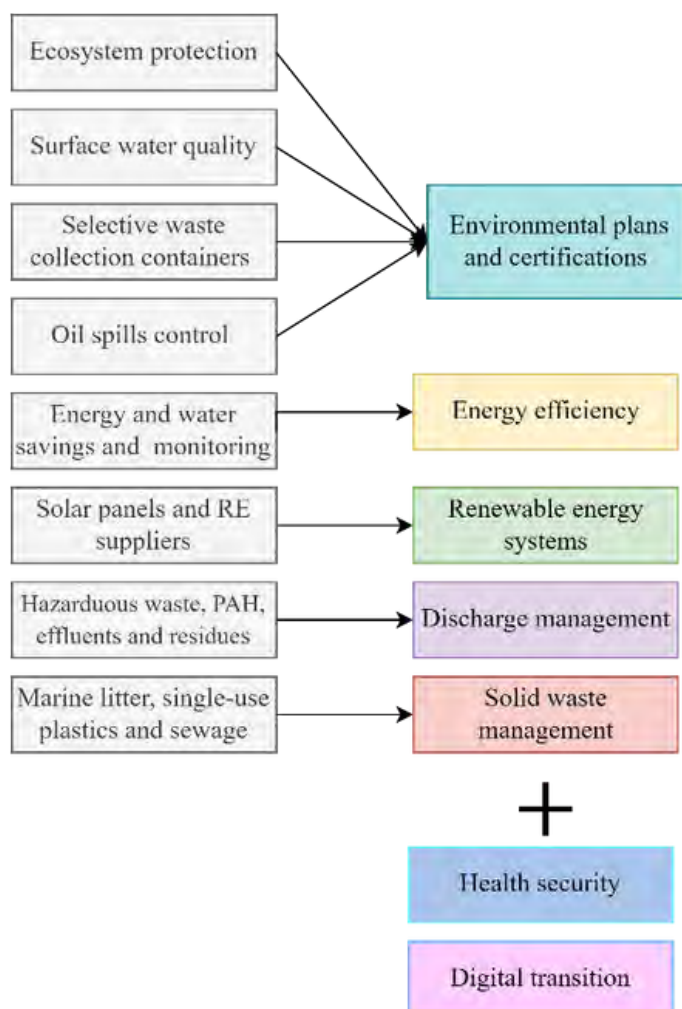 Ecosystem protection
Surface water quality
Selective waste
collection containers
Oil spills control
Energy and water
savings and monitoring
Solar panels and RE
suppliers
Hazarduous waste, PAH,
effluents and residues
Marine litter, single-use
plastics and sewage
Environmental plans
and certifications
Energy efficiency
Renewable energy
systems
Discharge management
Solid waste
management
+
Health security
Digital transition